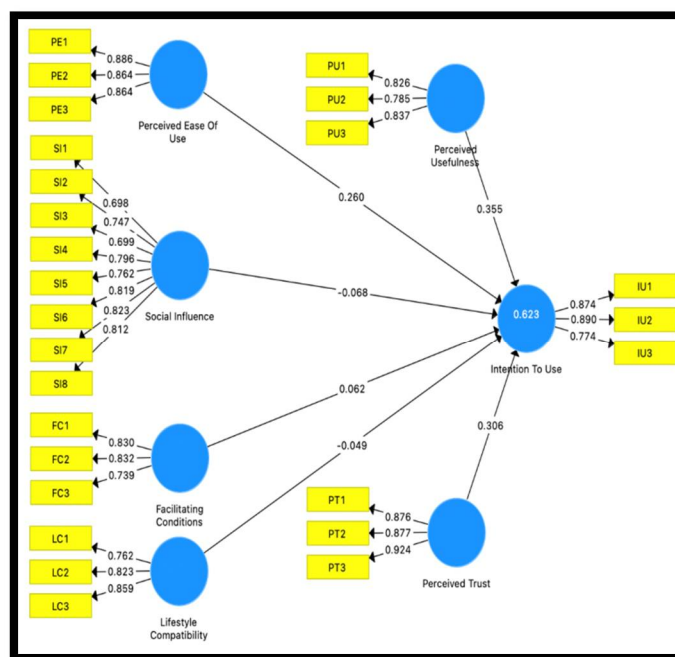 PE1
0.886
PE2
0.864
PE3
0.864
Perceived Ease Of
Use
SI1
SI2
SI3
SI4
SI5
SI6
SI7
SI8
0.698
0.747
0.699
0.796
0.762
0.819
0.823
0.812
Social Influence
FC1
0.830
FC2
0.832
FC3
0.739
Facilitating
Conditions
LC1
0.762
LC2
0.823
LC3
0.859
Lifestyle
Compatibility
PU1
0.826
PU2
0.785
PU3
0.837
Perceived
Usefulness
0.260
0.355
-0.068
0.062
-0.049
0.306
0.623
Intention To Use
0.874
IU1
0.890
IU2
0.774
IU3
PT1
0.876
PT2
0.877
PT3
0.924
Perceived Trust